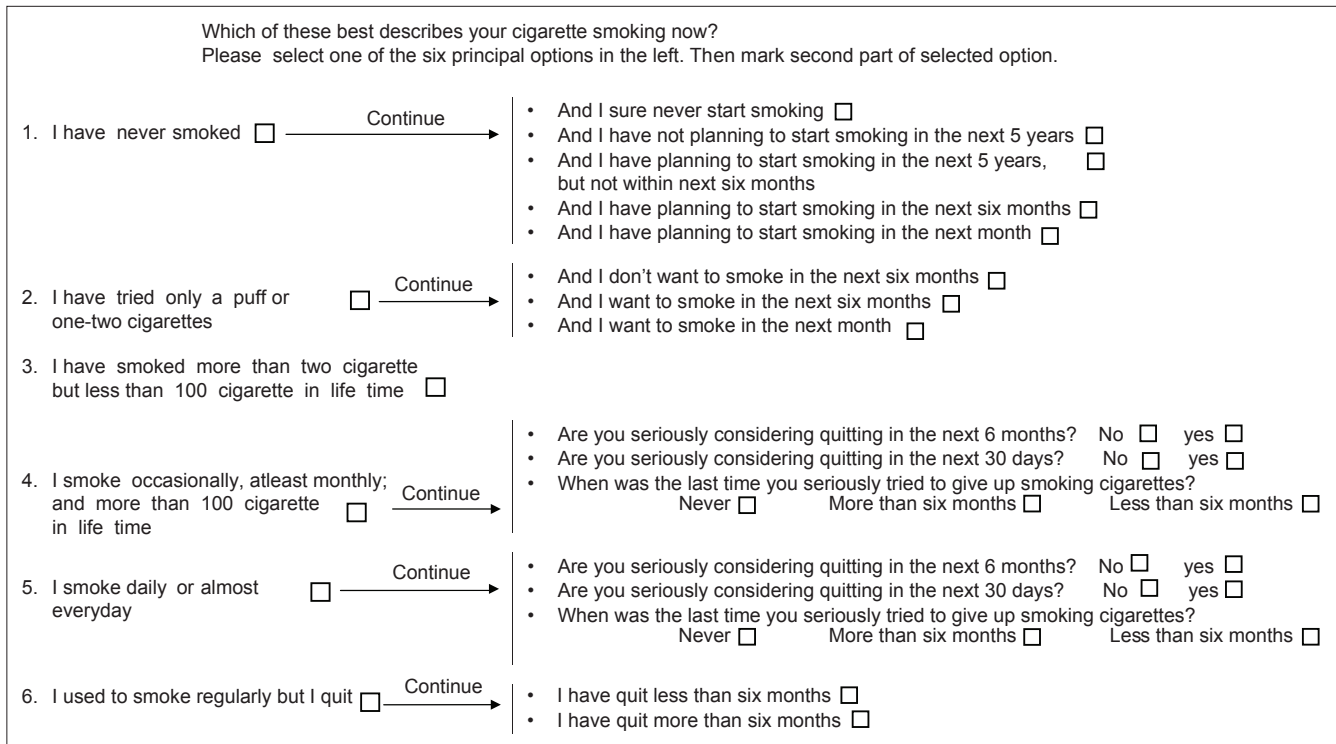 Which of these best describes your cigarette smoking now?
Please select one of the six principal options in the left. Then mark second part of selected option.
1. I have never smoked □
Continue
• And I sure never start smoking □
• And I have not planning to start smoking in the next 5 years □
• And I have planning to start smoking in the next 5 years, □
but not within next six months
• And I have planning to start smoking in the next six months □
• And I have planning to start smoking in the next month □
2. I have tried only a puff or □
one-two cigarettes
Continue
• And I don't want to smoke in the next six months □
• And I want to smoke in the next six months □
• And I want to smoke in the next month □
3. I have smoked more than two cigarette
but less than 100 cigarette in life time □
4. I smoke occasionally, atleast monthly;
and more than 100 cigarette □
in life time
Continue
• Are you seriously considering quitting in the next 6 months? No □ yes □
• Are you seriously considering quitting in the next 30 days? No □ yes □
• When was the last time you seriously tried to give up smoking cigarettes?
Never □ More than six months □ Less than six months □
5. I smoke daily or almost □
everyday
Continue
• Are you seriously considering quitting in the next 6 months? No □ yes □
• Are you seriously considering quitting in the next 30 days? No □ yes □
• When was the last time you seriously tried to give up smoking cigarettes?
Never □ More than six months □ Less than six months □
6. I used to smoke regularly but I quit □
Continue
• I have quit less than six months □
• I have quit more than six months □